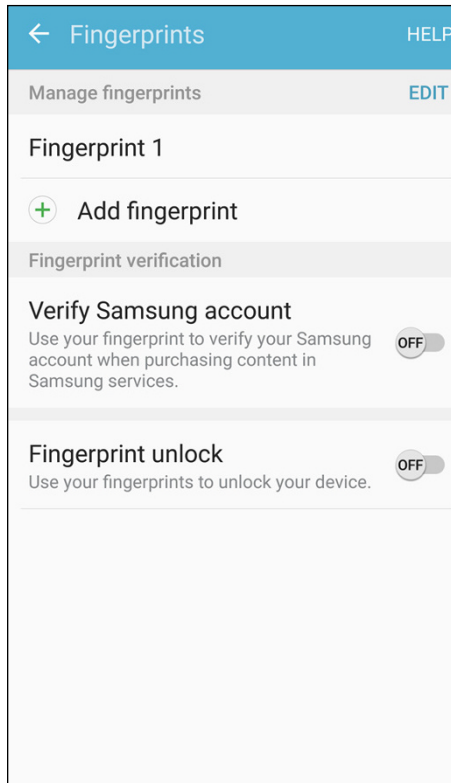 Fingerprints HELP
Manage fingerprints EDIT
Fingerprint 1
Add fingerprint
Fingerprint verification
Verify Samsung account
Use your fingerprint to verify your Samsung
account when purchasing content in
Samsung services.
OFF
Fingerprint unlock
Use your fingerprints to unlock your device.
OFF